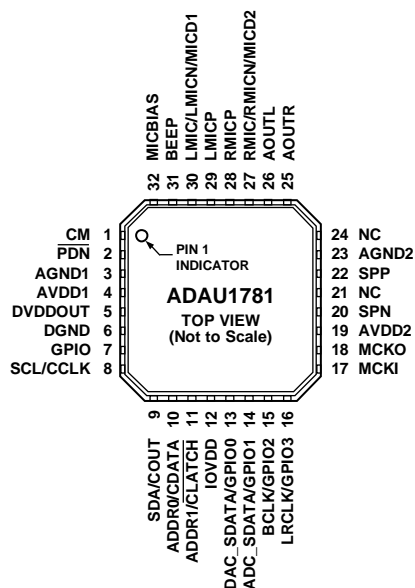 32 MICBIAS
31 BEEP
30 LMIC/LMICN/MICD1
29 LMICP
28 RMICP
27 RMIC/RMICN/MICD2
26 AOUTL
25 AOUTR
CM 1
PDN 2
AGND1 3
AVDD1 4
DVDDOUT 5
DGND 6
GPIO 7
SCL/CCLK 8
PIN 1
INDICATOR
ADAU1781
TOP VIEW
(Not to Scale)
24 NC
23 AGND2
22 SPP
21 NC
20 SPN
19 AVDD2
18 MCKO
17 MCKI
SDA/COUT 9
ADDR0/CDATA 10
ADDR1/CLATCH 11
IOVDD 12
DAC_SDATA/GPIO0 13
ADC_SDATA/GPIO1 14
BCLK/GPIO2 15
LRCLK/GPIO3 16